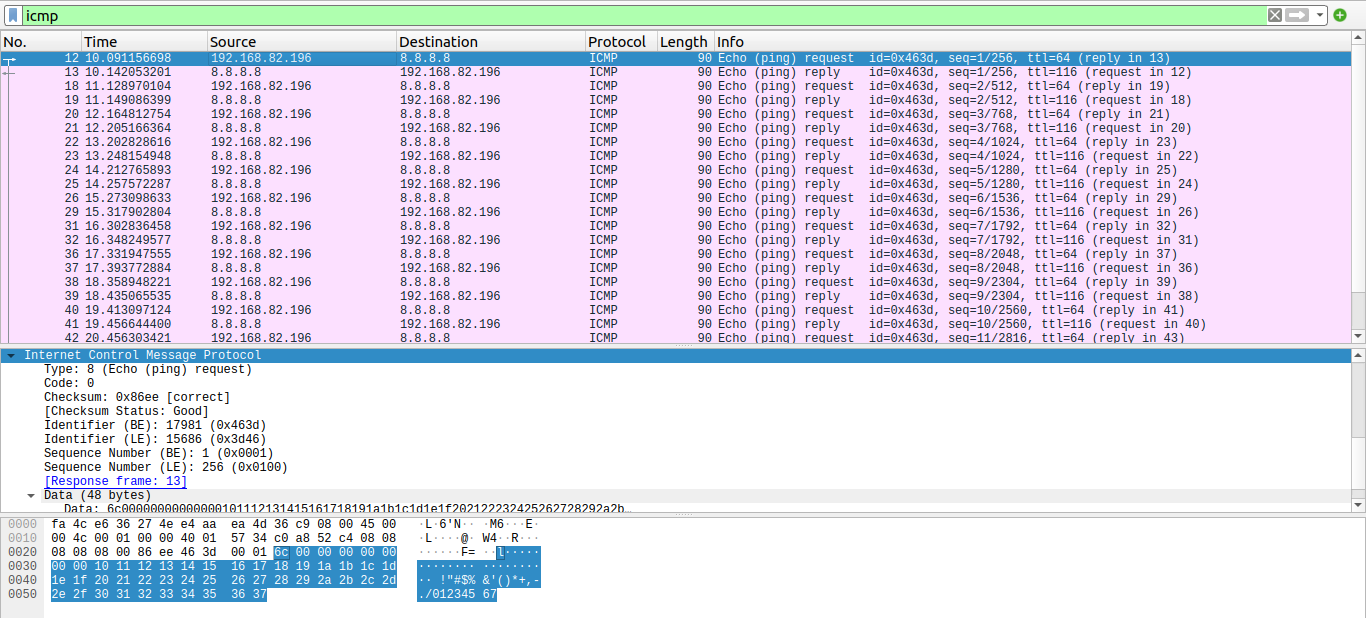 icmp
No. Time Source Destination Protocol Length Info
12 10.091156698 192.168.82.196 8.8.8.8 ICMP 90 Echo (ping) request id=0x463d, seq=1/256, ttl=64 (reply in 13)
13 10.142053201 8.8.8.8 192.168.82.196 ICMP 90 Echo (ping) reply id=0x463d, seq=1/256, ttl=116 (request in 12)
18 11.128970104 192.168.82.196 8.8.8.8 ICMP 90 Echo (ping) request id=0x463d, seq=2/512, ttl=64 (reply in 19)
19 11.149086399 8.8.8.8 192.168.82.196 ICMP 90 Echo (ping) reply id=0x463d, seq=2/512, ttl=116 (request in 18)
20 12.164812754 192.168.82.196 8.8.8.8 ICMP 90 Echo (ping) request id=0x463d, seq=3/768, ttl=64 (reply in 21)
21 12.205166364 8.8.8.8 192.168.82.196 ICMP 90 Echo (ping) reply id=0x463d, seq=3/768, ttl=116 (request in 20)
22 13.202828616 192.168.82.196 8.8.8.8 ICMP 90 Echo (ping) request id=0x463d, seq=4/1024, ttl=64 (reply in 23)
23 13.248154948 8.8.8.8 192.168.82.196 ICMP 90 Echo (ping) reply id=0x463d, seq=4/1024, ttl=116 (request in 22)
24 14.212765893 192.168.82.196 8.8.8.8 ICMP 90 Echo (ping) request id=0x463d, seq=5/1280, ttl=64 (reply in 25)
25 14.257572287 8.8.8.8 192.168.82.196 ICMP 90 Echo (ping) reply id=0x463d, seq=5/1280, ttl=116 (request in 24)
26 15.273098633 192.168.82.196 8.8.8.8 ICMP 90 Echo (ping) request id=0x463d, seq=6/1536, ttl=64 (reply in 29)
29 15.317902804 8.8.8.8 192.168.82.196 ICMP 90 Echo (ping) reply id=0x463d, seq=6/1536, ttl=116 (request in 26)
31 16.302836458 192.168.82.196 8.8.8.8 ICMP 90 Echo (ping) request id=0x463d, seq=7/1792, ttl=64 (reply in 32)
32 16.348249577 8.8.8.8 192.168.82.196 ICMP 90 Echo (ping) reply id=0x463d, seq=7/1792, ttl=116 (request in 31)
36 17.331947555 192.168.82.196 8.8.8.8 ICMP 90 Echo (ping) request id=0x463d, seq=8/2048, ttl=64 (reply in 37)
37 17.393772884 8.8.8.8 192.168.82.196 ICMP 90 Echo (ping) reply id=0x463d, seq=8/2048, ttl=116 (request in 36)
38 18.358948221 192.168.82.196 8.8.8.8 ICMP 90 Echo (ping) request id=0x463d, seq=9/2304, ttl=64 (reply in 39)
39 18.435065535 8.8.8.8 192.168.82.196 ICMP 90 Echo (ping) reply id=0x463d, seq=9/2304, ttl=116 (request in 38)
40 19.413097124 192.168.82.196 8.8.8.8 ICMP 90 Echo (ping) request id=0x463d, seq=10/2560, ttl=64 (reply in 41)
41 19.456644400 8.8.8.8 192.168.82.196 ICMP 90 Echo (ping) reply id=0x463d, seq=10/2560, ttl=116 (request in 40)
42 20.456303421 192.168.82.196 8.8.8.8 ICMP 90 Echo (ping) request id=0x463d, seq=11/2816, ttl=64 (reply in 43)
Internet Control Message Protocol
Type: 8 (Echo (ping) request)
Code: 0
Checksum: 0x86ee [correct]
[Checksum Status: Good]
Identifier (BE): 17981 (0x463d)
Identifier (LE): 15686 (0x3d46)
Sequence Number (BE): 1 (0x0001)
Sequence Number (LE): 256 (0x0100)
[Response frame: 13]
Data (48 bytes)
Data: 6c00000000000000101112131415161718191a1b1c1d1e1f202122232425262728292a2b…
0000 fa 4c e6 36 27 4e e4 aa ea 4d 36 c9 08 00 45 00 ·L·6'N·· ·M6···E·
0010 00 4c 00 01 00 00 40 01 57 34 c0 a8 52 c4 08 08 ·L····@· W4··R···
0020 08 08 08 00 86 ee 46 3d 00 01 6c 00 00 00 00 00 ······F= ··l·····
0030 00 00 10 11 12 13 14 15 16 17 18 19 1a 1b 1c 1d ········ ········
0040 1e 1f 20 21 22 23 24 25 26 27 28 29 2a 2b 2c 2d ·· !"#$% &'()*+,-
0050 2e 2f 30 31 32 33 34 35 36 37 ./012345 67